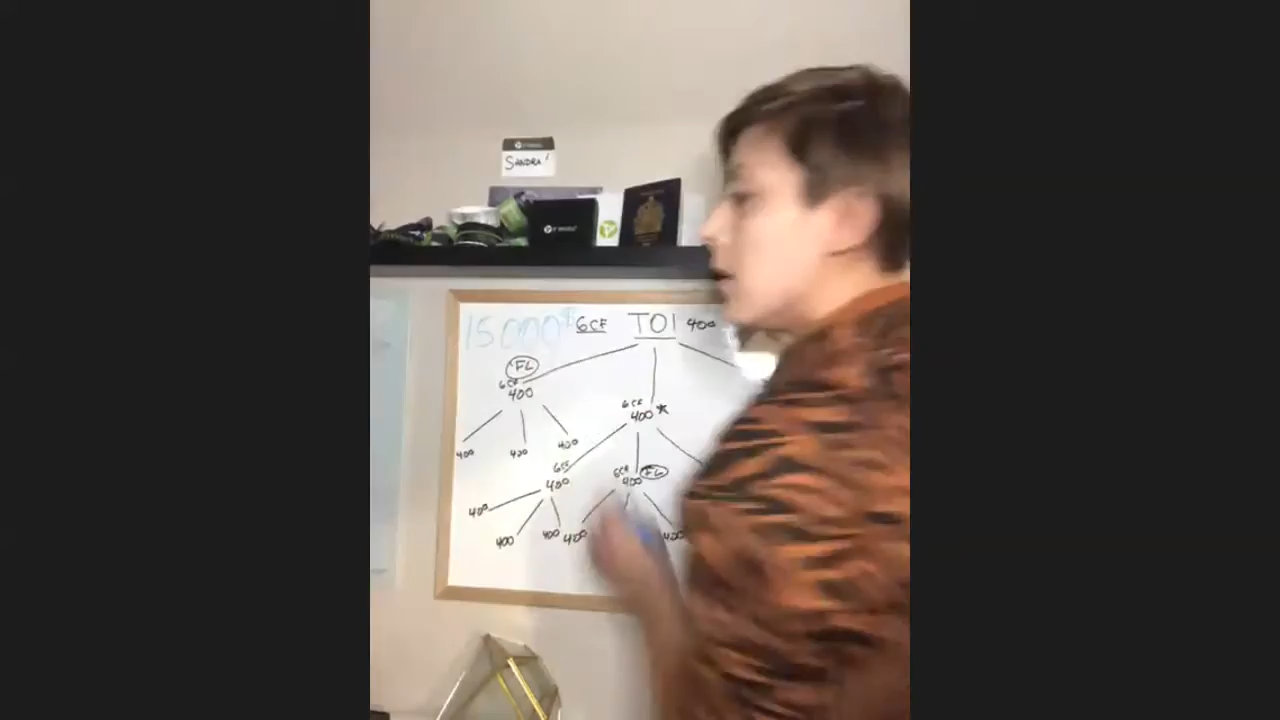 SANDRA!
15000$ 6CF TOI 400
FL
6CF
400
6CF
400 *
400 400 400
6CF
400
6CF FL
400
400
400 400 400 400